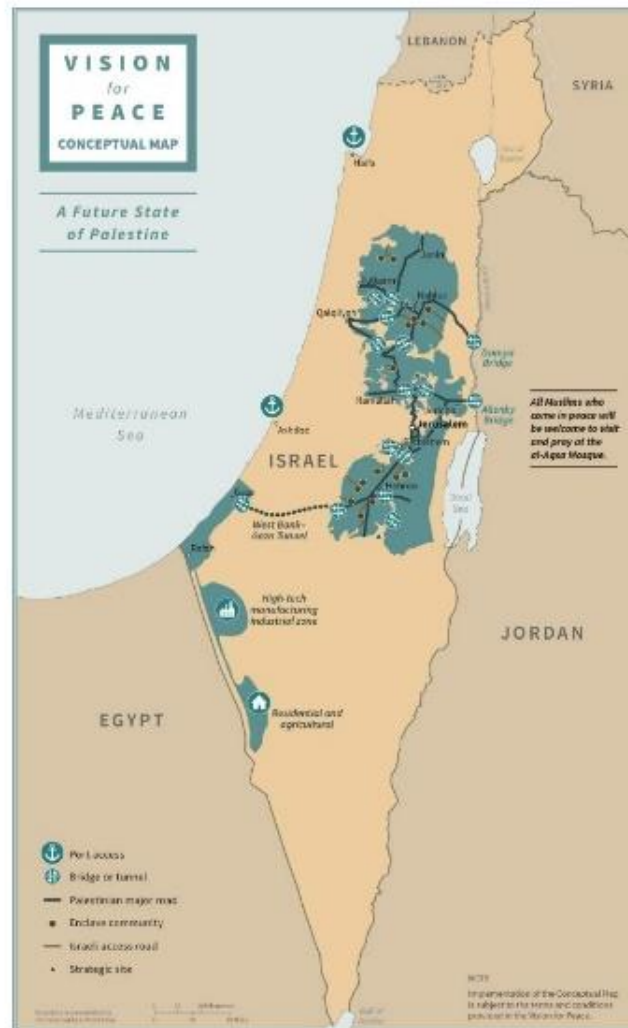 VISION
for
PEACE
CONCEPTUAL MAP
A Future State
of Palestine
LEBANON
SYRIA
Haifa
Jenin
Tulkarm
Nablus
Qalqilyah
Damya
Bridge
Ramallah
Allenby
Bridge
Jericho
Jerusalem
All Muslims who
come in peace will
be welcome to visit
and pray at the
al-Aqsa Mosque.
Mediterranean
Sea
Ashdod
ISRAEL
Hebron
Dead
Sea
Gaza
West Bank-
Gaza Tunnel
Rafah
High-tech
manufacturing
industrial zone
JORDAN
EGYPT
Residential and
agricultural
Port access
Bridge or tunnel
Palestinian major road
Enclave community
Israeli access road
Strategic site
NOTE
Implementation of the Conceptual Map
is subject to the terms and conditions
provided in the Vision for Peace.
Gulf of